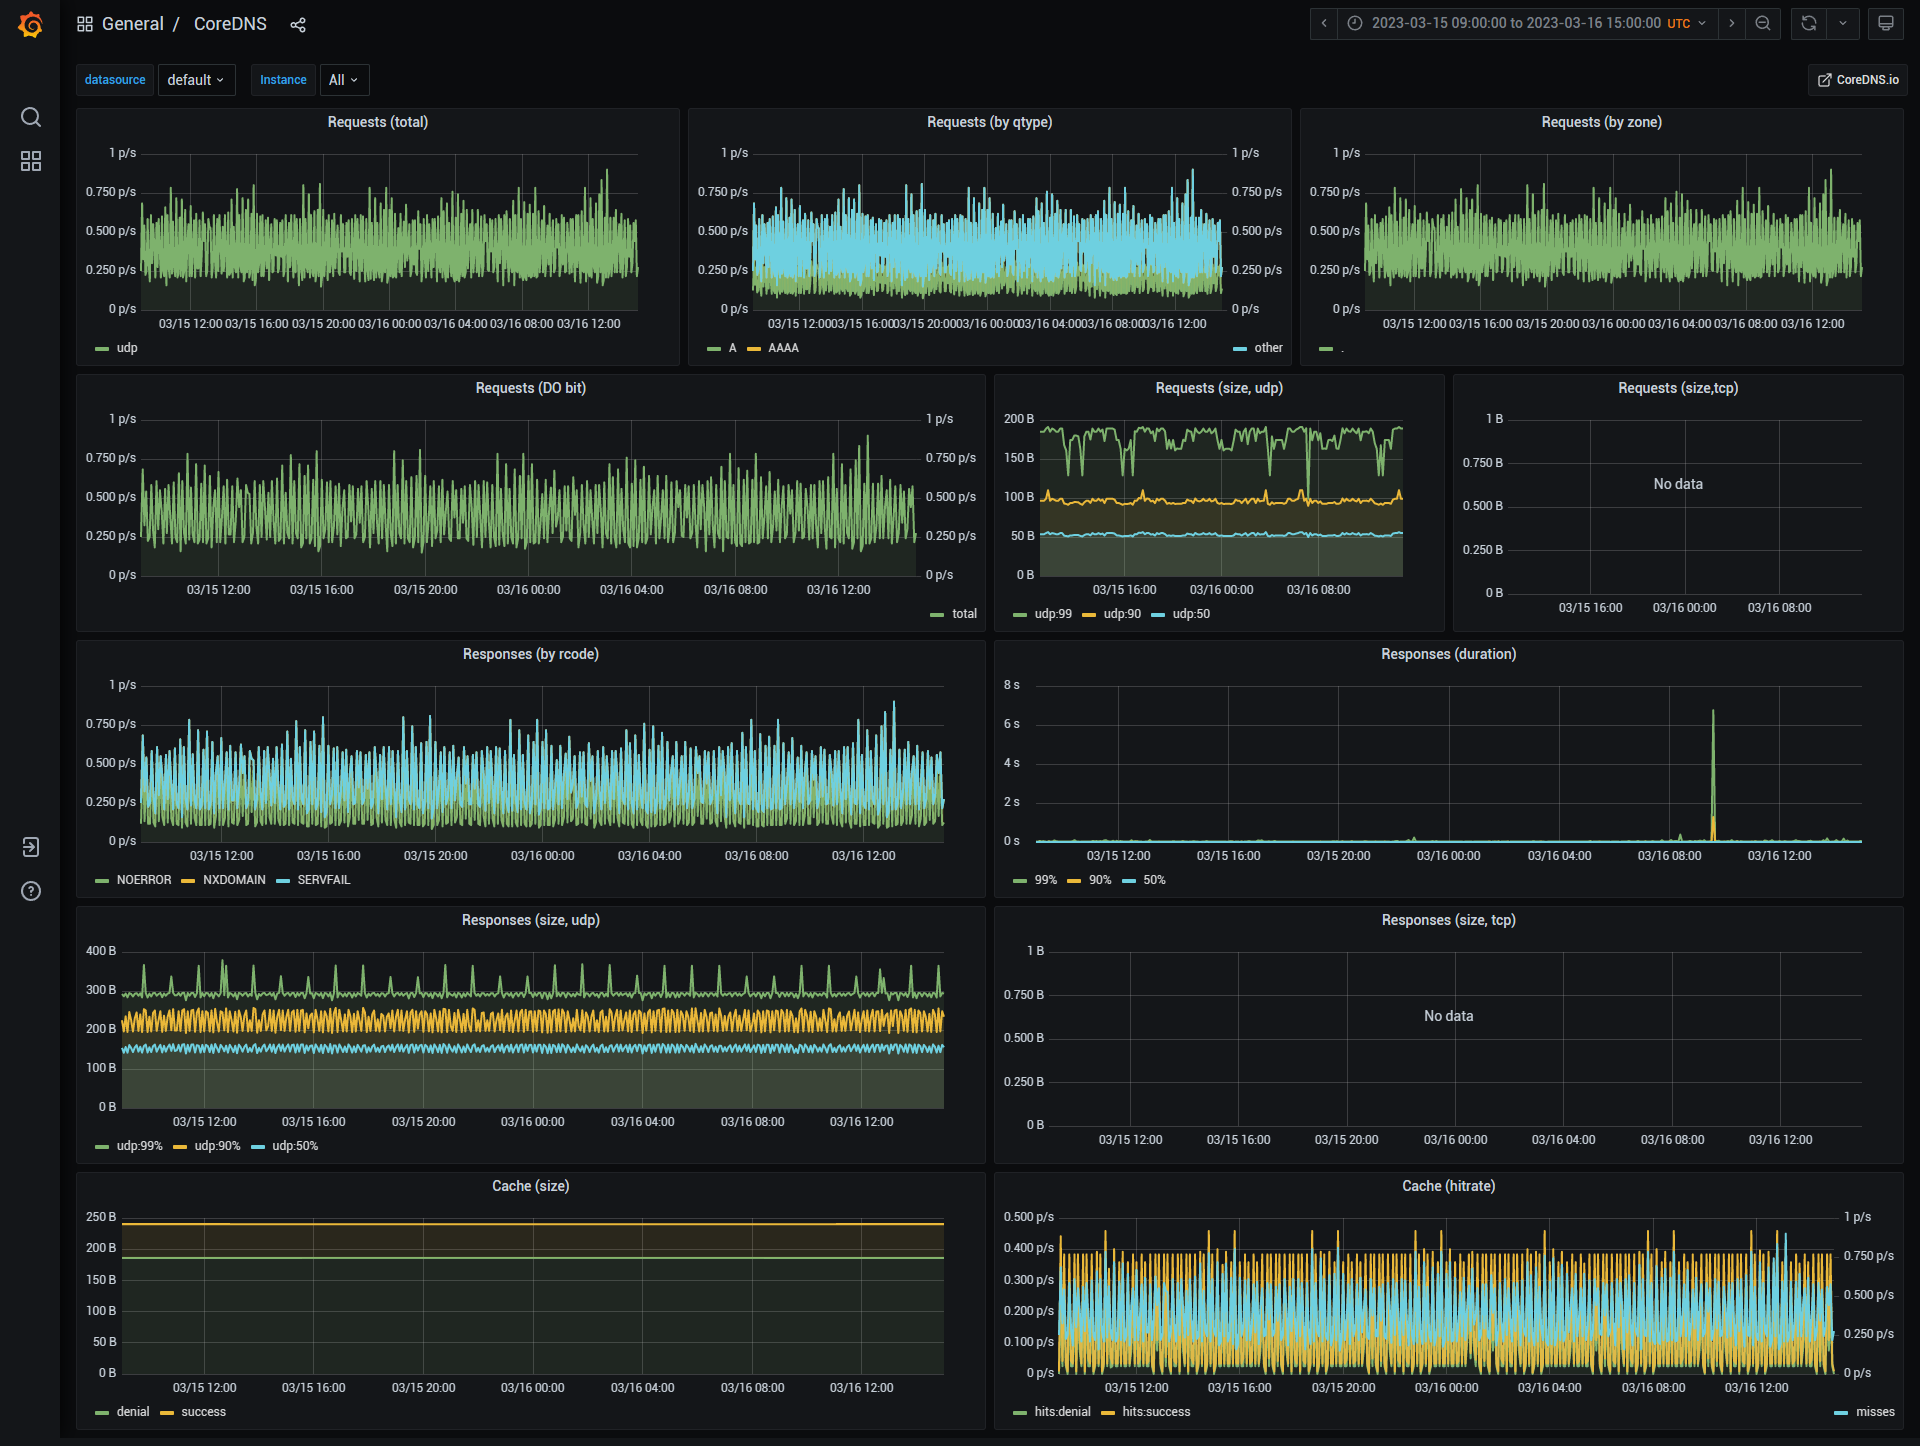 General / CoreDNS
2023-03-15 09:00:00 to 2023-03-16 15:00:00 UTC
datasource default Instance All
CoreDNS.io
Requests (total)
1 p/s
0.750 p/s
0.500 p/s
0.250 p/s
0 p/s
03/15 12:00 03/15 16:00 03/15 20:00 03/16 00:00 03/16 04:00 03/16 08:00 03/16 12:00
udp
Requests (by qtype)
1 p/s 1 p/s
0.750 p/s 0.750 p/s
0.500 p/s 0.500 p/s
0.250 p/s 0.250 p/s
0 p/s 0 p/s
03/15 12:00 03/15 16:00 03/15 20:00 03/16 00:00 03/16 04:00 03/16 08:00 03/16 12:00
A AAAA other
Requests (by zone)
1 p/s
0.750 p/s
0.500 p/s
0.250 p/s
0 p/s
03/15 12:00 03/15 16:00 03/15 20:00 03/16 00:00 03/16 04:00 03/16 08:00 03/16 12:00
.
Requests (DO bit)
1 p/s 1 p/s
0.750 p/s 0.750 p/s
0.500 p/s 0.500 p/s
0.250 p/s 0.250 p/s
0 p/s 0 p/s
03/15 12:00 03/15 16:00 03/15 20:00 03/16 00:00 03/16 04:00 03/16 08:00 03/16 12:00
total
Requests (size, udp)
200 B
150 B
100 B
50 B
0 B
03/15 16:00 03/16 00:00 03/16 08:00
udp:99 udp:90 udp:50
Requests (size,tcp)
1 B
0.750 B
No data
0.500 B
0.250 B
0 B
03/15 16:00 03/16 00:00 03/16 08:00
Responses (by rcode)
1 p/s
0.750 p/s
0.500 p/s
0.250 p/s
0 p/s
03/15 12:00 03/15 16:00 03/15 20:00 03/16 00:00 03/16 04:00 03/16 08:00 03/16 12:00
NOERROR NXDOMAIN SERVFAIL
Responses (duration)
8 s
6 s
4 s
2 s
0 s
03/15 12:00 03/15 16:00 03/15 20:00 03/16 00:00 03/16 04:00 03/16 08:00 03/16 12:00
99% 90% 50%
Responses (size, udp)
400 B
300 B
200 B
100 B
0 B
03/15 12:00 03/15 16:00 03/15 20:00 03/16 00:00 03/16 04:00 03/16 08:00 03/16 12:00
udp:99% udp:90% udp:50%
Responses (size, tcp)
1 B
0.750 B
No data
0.500 B
0.250 B
0 B
03/15 12:00 03/15 16:00 03/15 20:00 03/16 00:00 03/16 04:00 03/16 08:00 03/16 12:00
Cache (size)
250 B
200 B
150 B
100 B
50 B
0 B
03/15 12:00 03/15 16:00 03/15 20:00 03/16 00:00 03/16 04:00 03/16 08:00 03/16 12:00
denial success
Cache (hitrate)
0.500 p/s 1 p/s
0.400 p/s 0.750 p/s
0.300 p/s 0.500 p/s
0.200 p/s 0.250 p/s
0.100 p/s
0 p/s 0 p/s
03/15 12:00 03/15 16:00 03/15 20:00 03/16 00:00 03/16 04:00 03/16 08:00 03/16 12:00
hits:denial hits:success misses